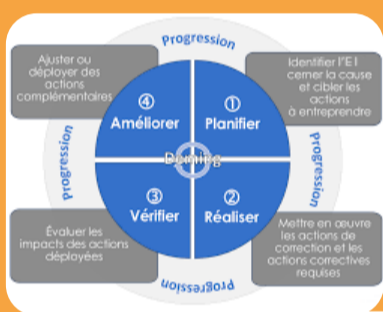 Progression
Ajuster ou
déployer des
actions
complémentaires
Identifier l'E I
cerner la cause et
cibler les
actions
à entreprendre
④
Améliorer
①
Planifier
Progression
Deming
Progression
③
Vérifier
②
Réaliser
Évaluer les
impacts des actions
déployées
Mettre en œuvre
les actions de
correction et les
actions correctives
requises
Progression